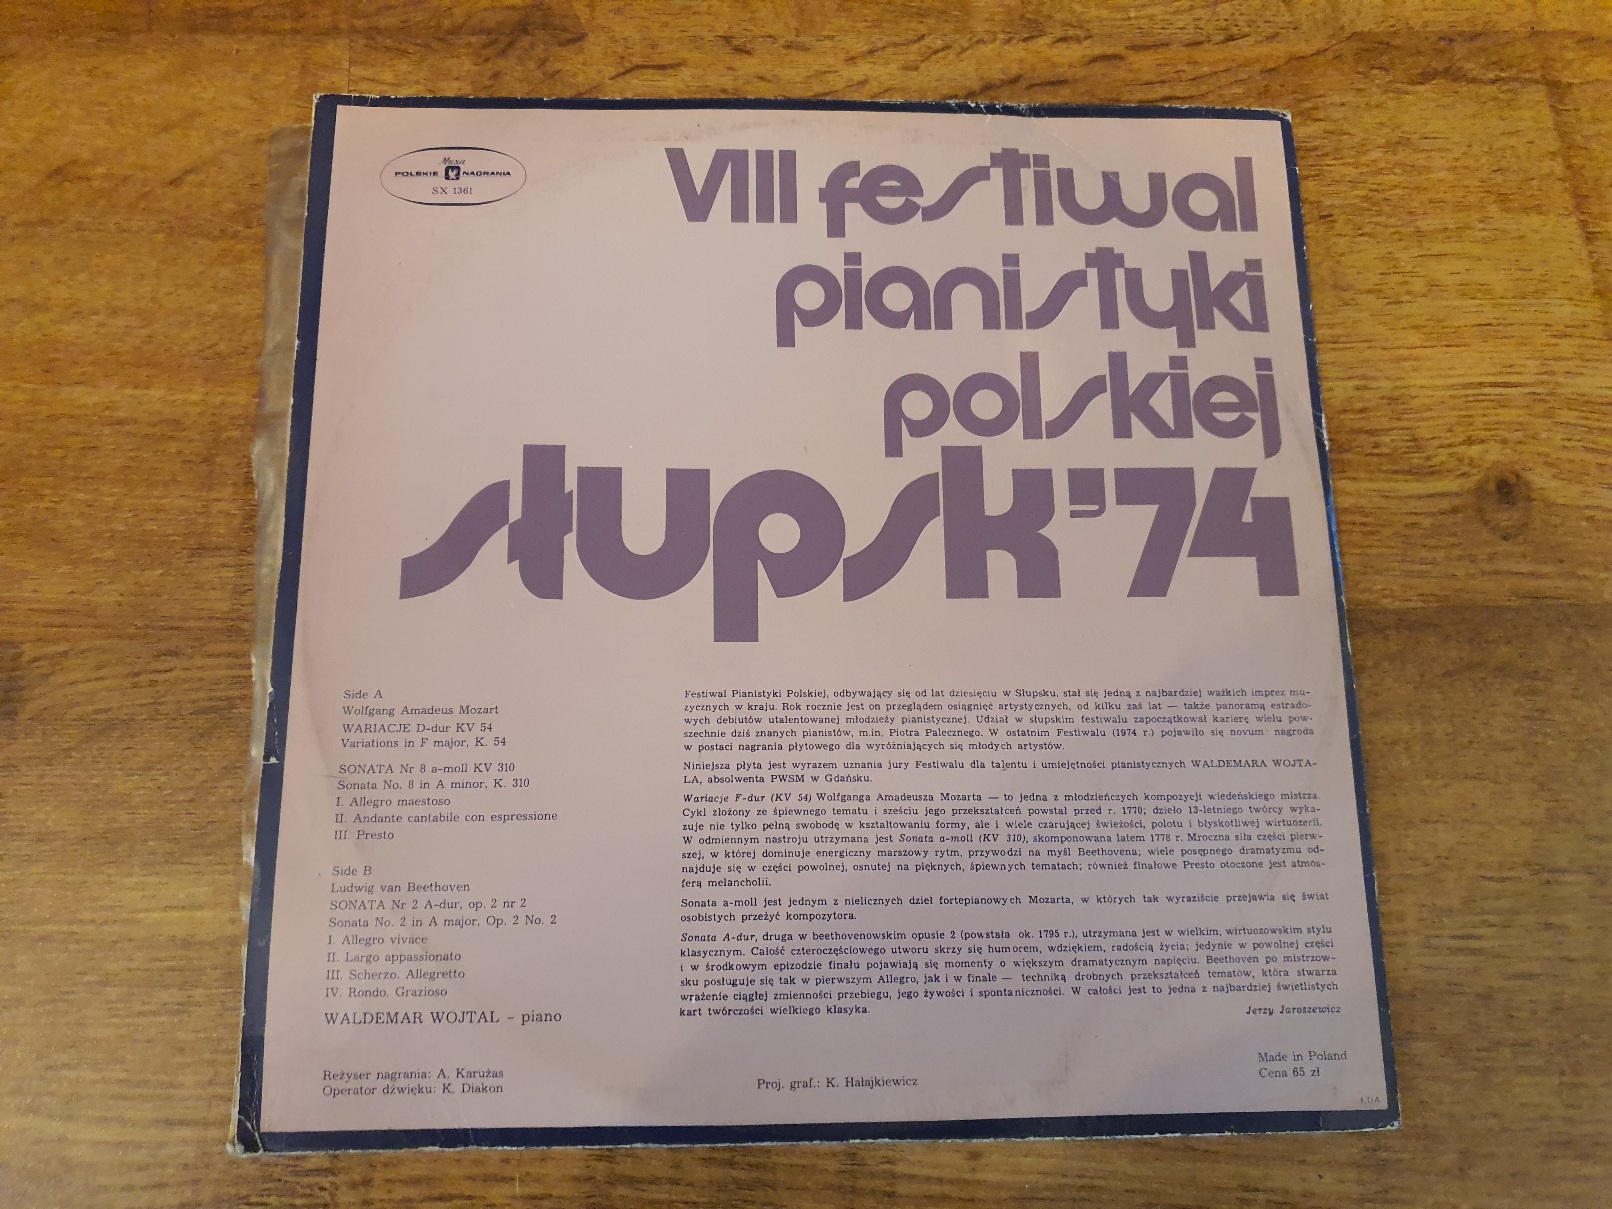 Muza
POLSKIE NAGRANIA
SX 1361
VIII festiwal
pianistyki
polskiej
słupsk'74
Side A
Wolfgang Amadeus Mozart
WARIACJE D-dur KV 54
Variations in F major, K. 54
SONATA Nr 8 a-moll KV 310
Sonata No. 8 in A minor, K. 310
I. Allegro maestoso
II. Andante cantabile con espressione
III. Presto
Side B
Ludwig van Beethoven
SONATA Nr 2 A-dur, op. 2 nr 2
Sonata No. 2 in A major, Op. 2 No. 2
I. Allegro vivace
II. Largo appassionato
III. Scherzo. Allegretto
IV. Rondo. Grazioso
WALDEMAR WOJTAL - piano
Reżyser nagrania: A. Karużas
Operator dźwięku: K. Diakon
Festiwal Pianistyki Polskiej, odbywający się od lat dziesięciu w Słupsku, stał się jedną z najbardziej ważkich imprez mu-
zycznych w kraju. Rok rocznie jest on przeglądem osiągnięć artystycznych, od kilku zaś lat — także panoramą estrado-
wych debiutów utalentowanej młodzieży pianistycznej. Udział w słupskim festiwalu zapoczątkował karierę wielu pow-
szechnie dziś znanych pianistów, m.in. Piotra Palecznego. W ostatnim Festiwalu (1974 r.) pojawiło się novum nagroda
w postaci nagrania płytowego dla wyróżniających się młodych artystów.
Niniejsza płyta jest wyrazem uznania jury Festiwalu dla talentu i umiejętności pianistycznych WALDEMARA WOJTA-
LA, absolwenta PWSM w Gdańsku.
Wariacje F-dur (KV 54) Wolfganga Amadeusza Mozarta — to jedna z młodzieńczych kompozycji wiedeńskiego mistrza.
Cykl złożony ze śpiewnego tematu i sześciu jego przekształceń powstał przed r. 1770; dzieło 13-letniego twórcy wyka-
zuje nie tylko pełną swobodę w kształtowaniu formy, ale i wiele czarującej świeżości, polotu i błyskotliwej wirtuozerii.
W odmiennym nastroju utrzymana jest Sonata a-moll (KV 310), skomponowana latem 1778 r. Mroczna siła części pierw-
szej, w której dominuje energiczny marszowy rytm, przywodzi na myśl Beethovena; wiele posępnego dramatyzmu od-
najduje się w części powolnej, osnutej na pięknych, śpiewnych tematach; również finałowe Presto otoczone jest atmos-
ferą melancholii.
Sonata a-moll jest jednym z nielicznych dzieł fortepianowych Mozarta, w których tak wyraziście przejawia się świat
osobistych przeżyć kompozytora.
Sonata A-dur, druga w beethovenowskim opusie 2 (powstała ok. 1795 r.), utrzymana jest w wielkim, wirtuozowskim stylu
klasycznym. Całość czteroczęściowego utworu skrzy się humorem, wdziękiem, radością życia; jedynie w powolnej części
i w środkowym epizodzie finału pojawiają się momenty o większym dramatycznym napięciu. Beethoven po mistrzow-
sku posługuje się tak w pierwszym Allegro, jak i w finale — techniką drobnych przekształceń tematów, która stwarza
wrażenie ciągłej zmienności przebiegu, jego żywości i spontaniczności. W całości jest to jedna z najbardziej świetlistych
kart twórczości wielkiego klasyka.
Jerzy Jaroszewicz
Proj. graf.: K. Hałajkiewicz
Made in Poland
Cena 65 zł
ŁDA